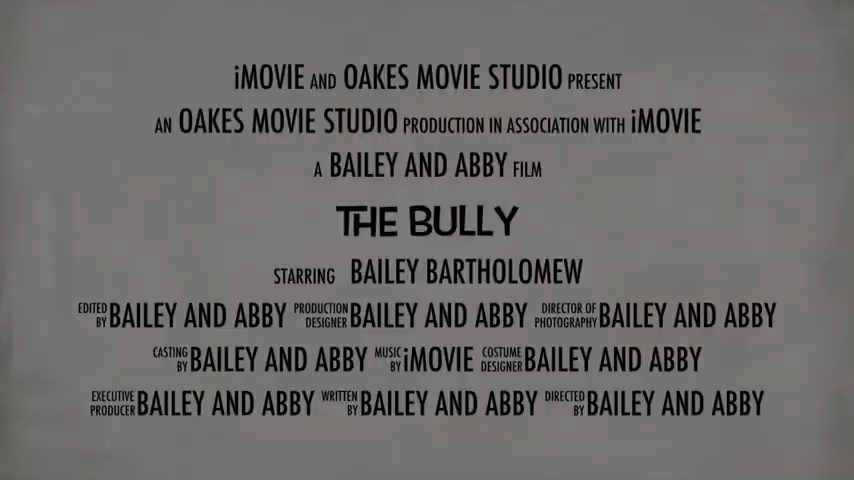 iMOVIE AND OAKES MOVIE STUDIO PRESENT
AN OAKES MOVIE STUDIO PRODUCTION IN ASSOCIATION WITH iMOVIE
A BAILEY AND ABBY FILM
THE BULLY
STARRING BAILEY BARTHOLOMEW
EDITED BY BAILEY AND ABBY PRODUCTION DESIGNER BAILEY AND ABBY DIRECTOR OF PHOTOGRAPHY BAILEY AND ABBY
CASTING BY BAILEY AND ABBY MUSIC BY iMOVIE COSTUME DESIGNER BAILEY AND ABBY
EXECUTIVE PRODUCER BAILEY AND ABBY WRITTEN BY BAILEY AND ABBY DIRECTED BY BAILEY AND ABBY